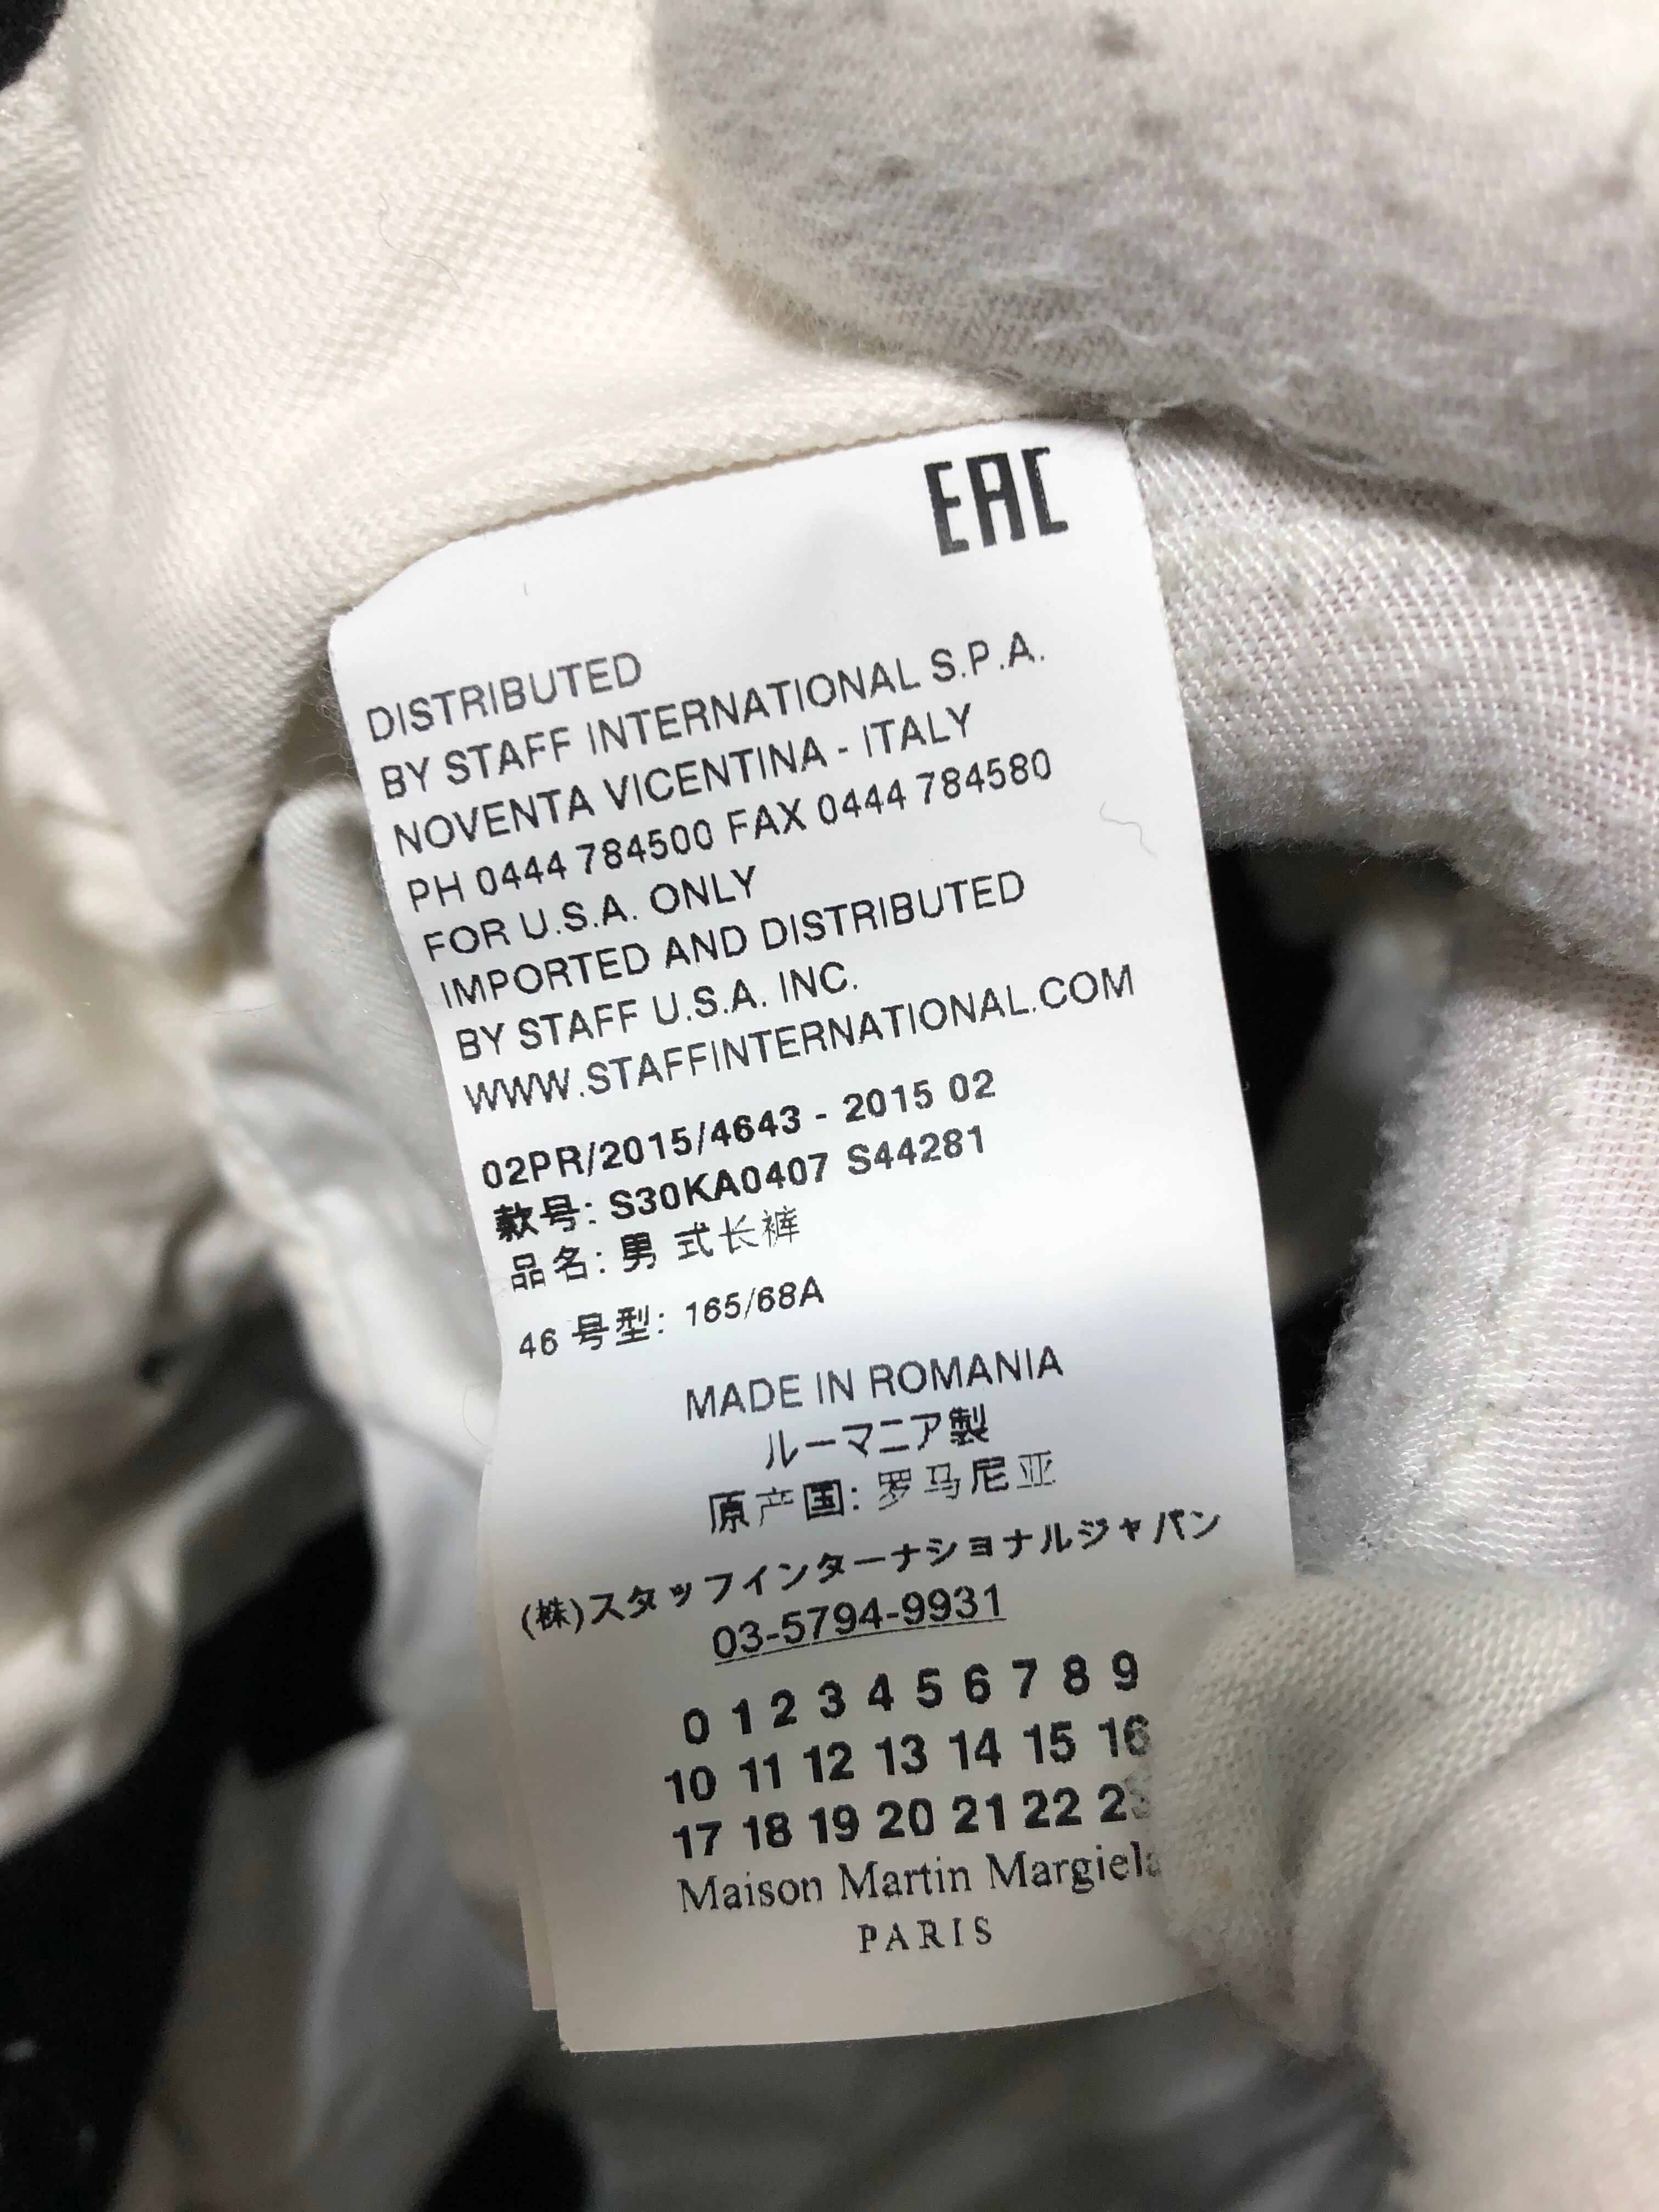 EAC
DISTRIBUTED
BY STAFF INTERNATIONAL S.P.A.
NOVENTA VICENTINA - ITALY
PH 0444 784500 FAX 0444 784580
FOR U.S.A. ONLY
IMPORTED AND DISTRIBUTED
BY STAFF U.S.A. INC.
WWW.STAFFINTERNATIONAL.COM
02PR/2015/4643 - 2015 02
款号: S30KA0407 S44281
品名: 男 式长裤
46 号型: 165/68A
MADE IN ROMANIA
ルーマニア製
原产国: 罗马尼亚
(株)スタッフインターナショナルジャパン
03-5794-9931
0 1 2 3 4 5 6 7 8 9
10 11 12 13 14 15 16
17 18 19 20 21 22 23
Maison Martin Margiela
PARIS